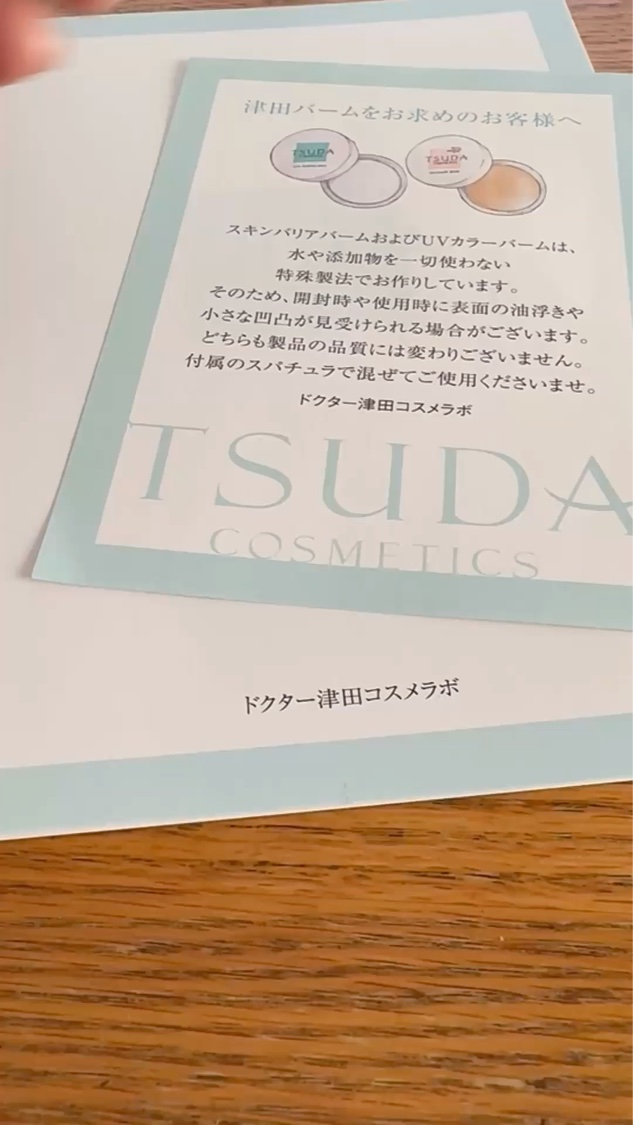 津田バームをお求めのお客様へ
TSUDA
TSUDA
スキンバリアバームおよびUVカラーバームは、
水や添加物を一切使わない
特殊製法でお作りしています。
そのため、開封時や使用時に表面の油浮きや
小さな凹凸が見受けられる場合がございます。
どちらも製品の品質には変わりございません。
付属のスパチュラで混ぜてご使用くださいませ。
ドクター津田コスメラボ
TSUDA
COSMETICS
ドクター津田コスメラボ